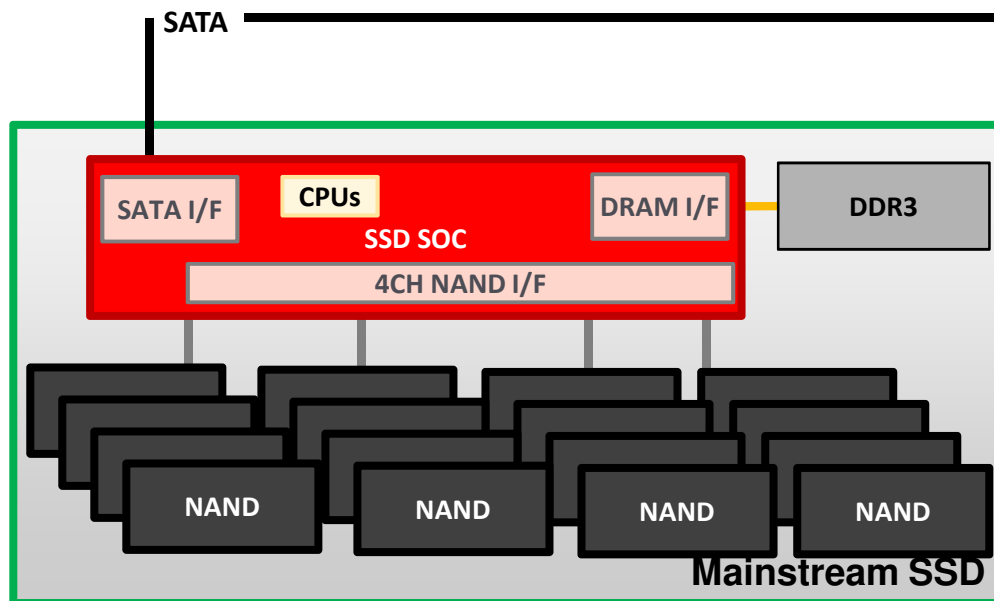 SATA
SATA I/F
CPUs
DRAM I/F
DDR3
SSD SOC
4CH NAND I/F
NAND
NAND
NAND
NAND
Mainstream SSD